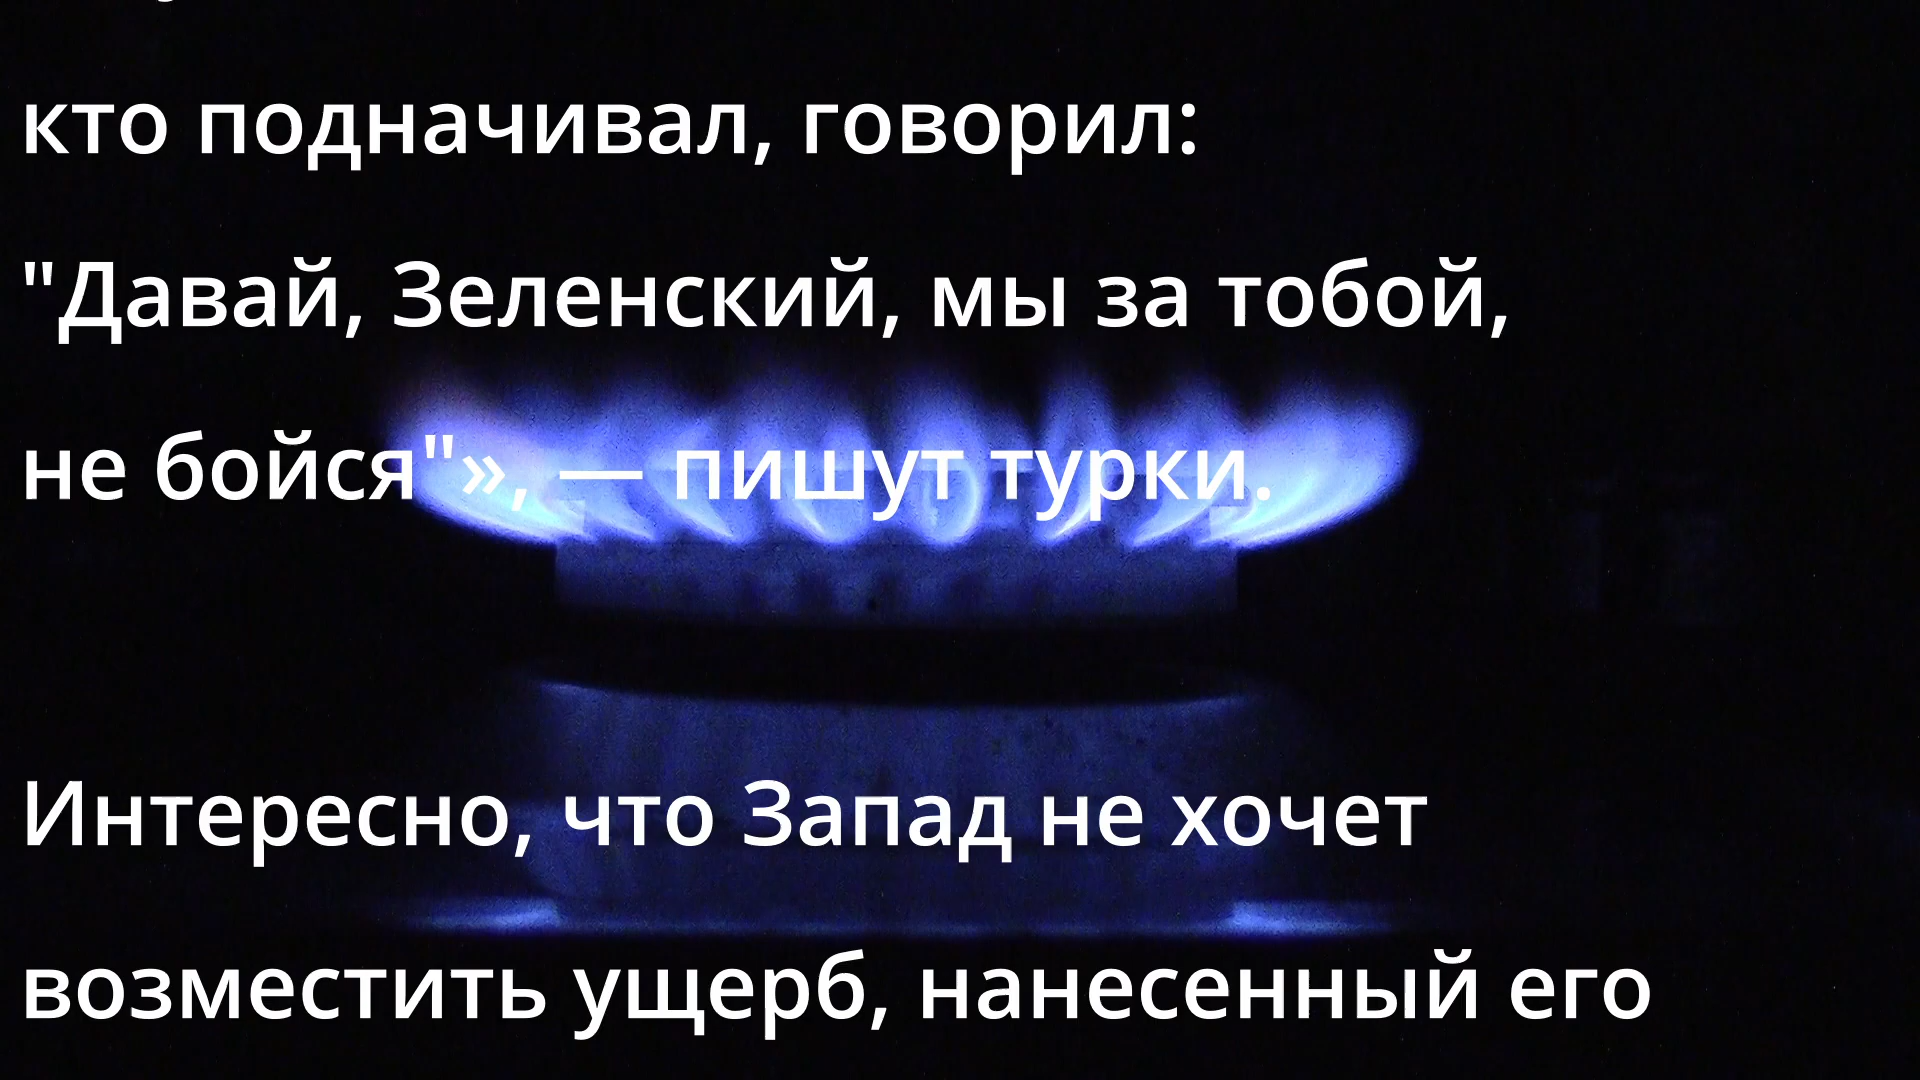 кто подначивал, говорил:
"Давай, Зеленский, мы за тобой,
не бойся"», — пишут турки.
Интересно, что Запад не хочет
возместить ущерб, нанесенный его